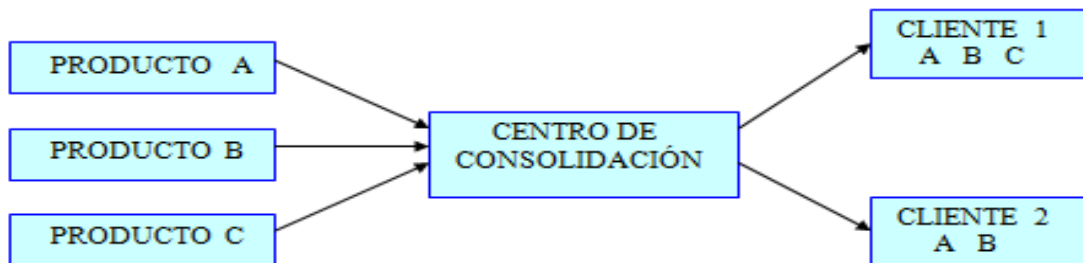 PRODUCTO A
PRODUCTO B
PRODUCTO C
CENTRO DE
CONSOLIDACIÓN
CLIENTE 1
A B C
CLIENTE 2
A B